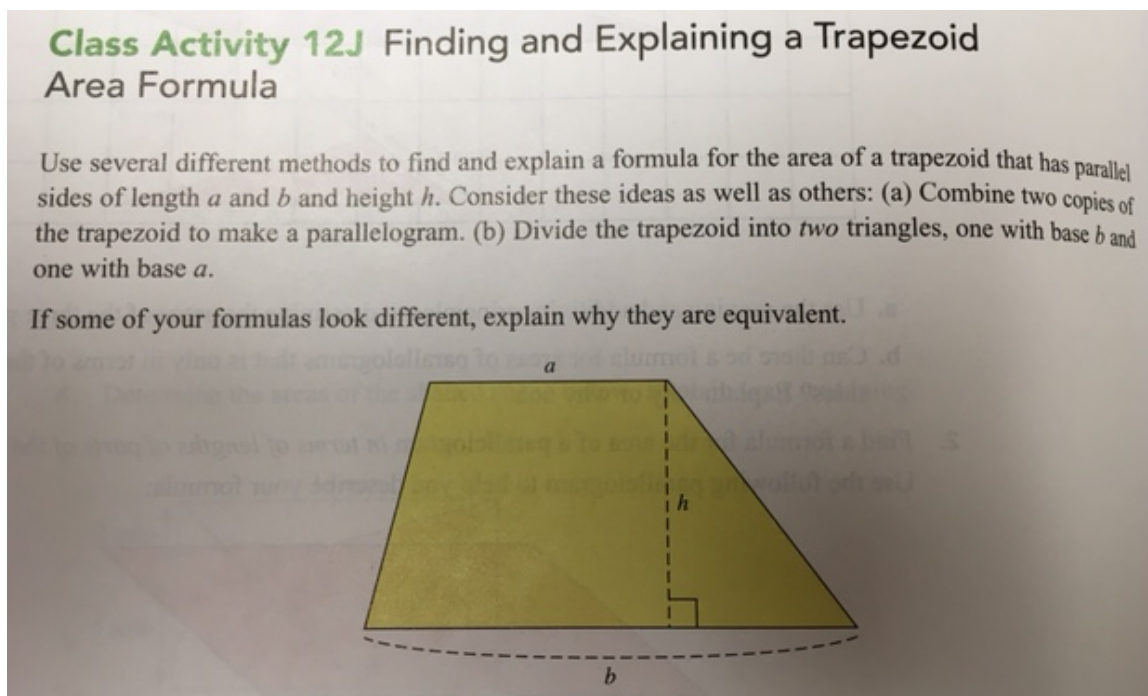 Class Activity 12J Finding and Explaining a Trapezoid
Area Formula
Use several different methods to find and explain a formula for the area of a trapezoid that has parallel
sides of length a and b and height h. Consider these ideas as well as others: (a) Combine two copies of
the trapezoid to make a parallelogram. (b) Divide the trapezoid into two triangles, one with base b and
one with base a.
If some of your formulas look different, explain why they are equivalent.
a
h
b